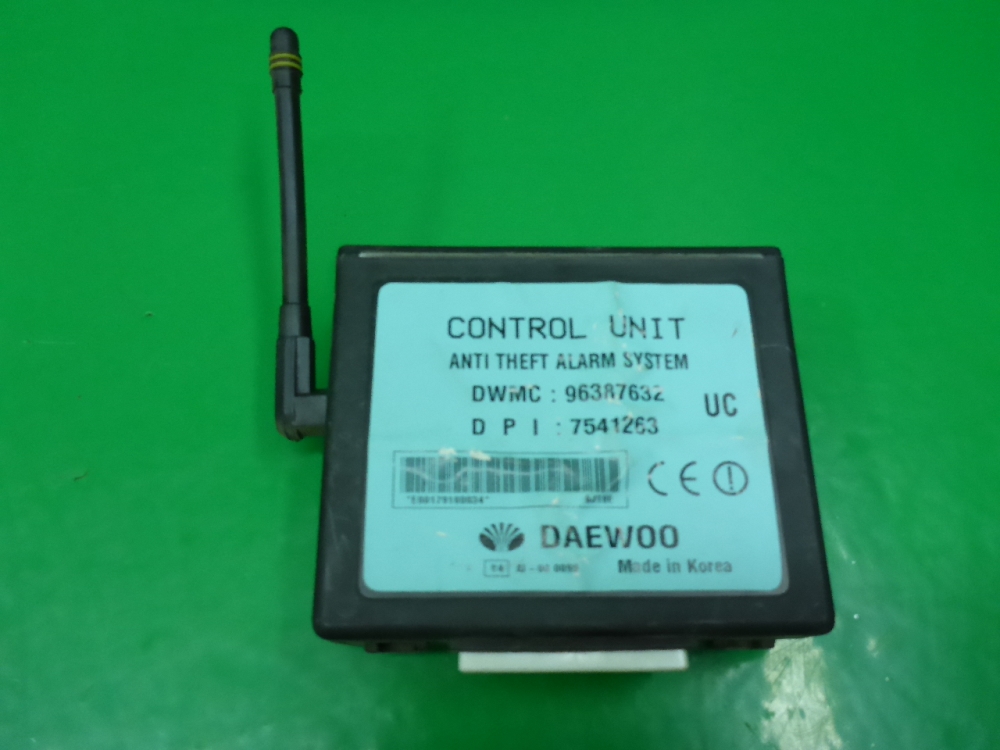 CONTROL UNIT
ANTI THEFT ALARM SYSTEM
DWMC : 96387632
UC
D P I : 7541263
CE
DAEWOO
Made in Korea